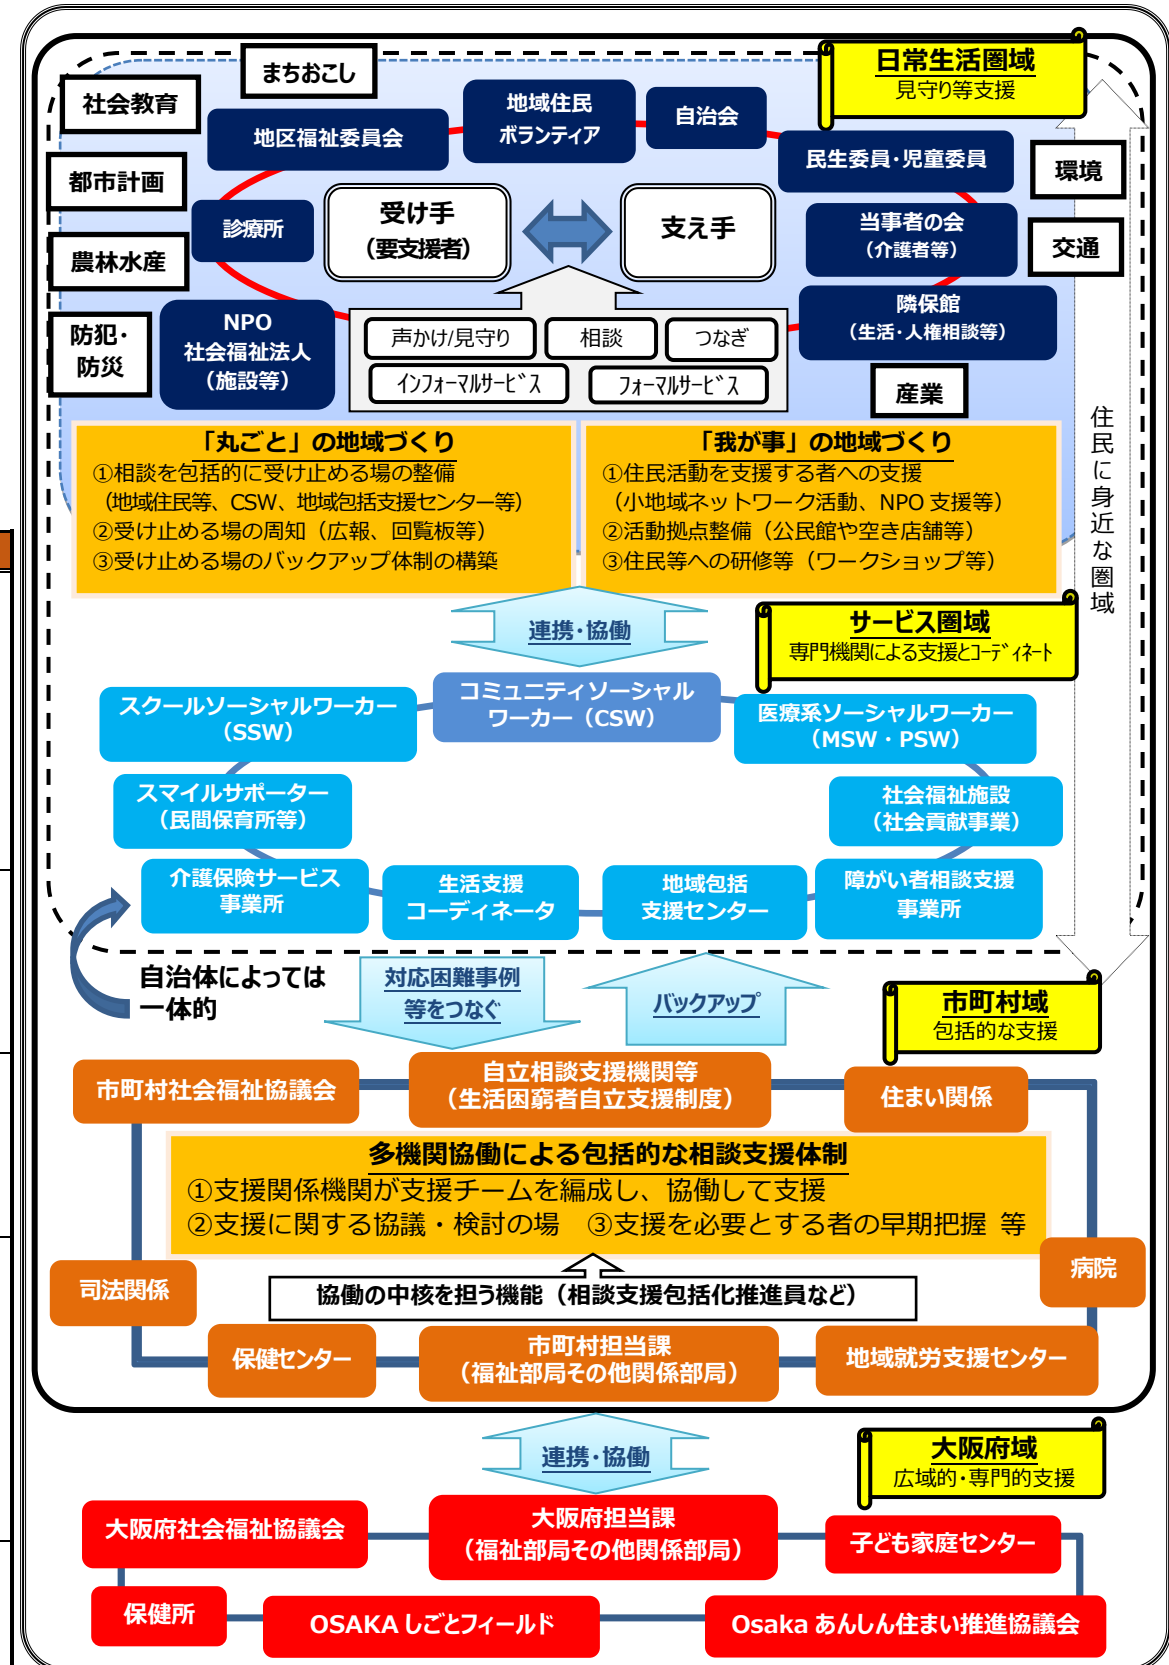 日常生活圏域
見守り等支援
まちおこし
社会教育
地域住民
ボランティア
自治会
地区福祉委員会
民生委員・児童委員
環境
都市計画
診療所
受け手
（要支援者）
支え手
当事者の会
（介護者等）
交通
農林水産
防犯・
防災
NPO
社会福祉法人
（施設等）
隣保館
（生活・人権相談等）
声かけ/見守り
相談
つなぎ
インフォーマルサービス
フォーマルサービス
産業
住民に身近な圏域
「丸ごと」の地域づくり
①相談を包括的に受け止める場の整備
（地域住民等、CSW、地域包括支援センター等）
②受け止める場の周知（広報、回覧板等）
③受け止める場のバックアップ体制の構築
「我が事」の地域づくり
①住民活動を支援する者への支援
（小地域ネットワーク活動、NPO 支援等）
②活動拠点整備（公民館や空き店舗等）
③住民等への研修等（ワークショップ等）
連携・協働
サービス圏域
専門機関による支援とコーディネート
コミュニティソーシャル
ワーカー（CSW）
スクールソーシャルワーカー
（SSW）
医療系ソーシャルワーカー
（MSW・PSW）
スマイルサポーター
（民間保育所等）
社会福祉施設
（社会貢献事業）
介護保険サービス
事業所
生活支援
コーディネータ
地域包括
支援センター
障がい者相談支援
事業所
自治体によっては
一体的
対応困難事例
等をつなぐ
バックアップ
市町村域
包括的な支援
市町村社会福祉協議会
自立相談支援機関等
（生活困窮者自立支援制度）
住まい関係
多機関協働による包括的な相談支援体制
①支援関係機関が支援チームを編成し、協働して支援
②支援に関する協議・検討の場　③支援を必要とする者の早期把握 等
司法関係
病院
協働の中核を担う機能（相談支援包括化推進員など）
保健センター
市町村担当課
（福祉部局その他関係部局）
地域就労支援センター
連携・協働
大阪府域
広域的・専門的支援
大阪府社会福祉協議会
大阪府担当課
（福祉部局その他関係部局）
子ども家庭センター
保健所
OSAKA しごとフィールド
Osaka あんしん住まい推進協議会